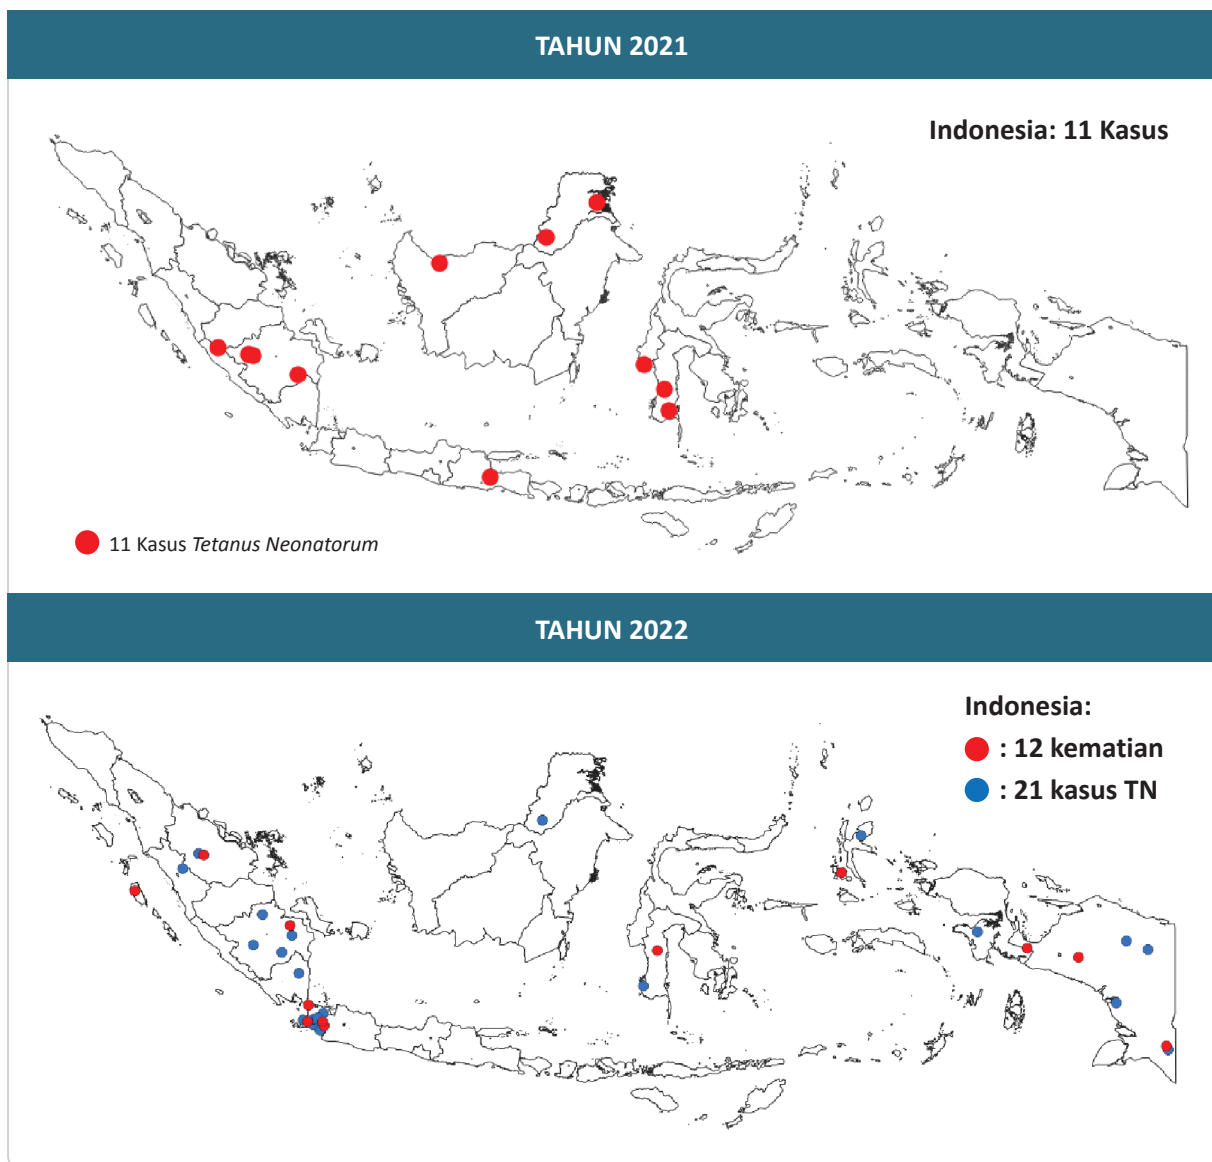 TAHUN 2021
Indonesia: 11 Kasus
11 Kasus Tetanus Neonatorum
TAHUN 2022
Indonesia:
: 12 kematian
: 21 kasus TN